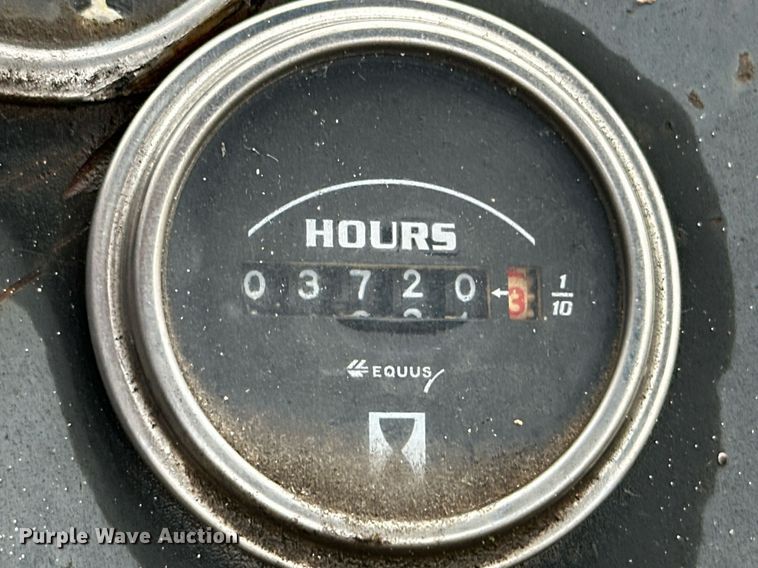 HOURS
0 3 7 2 0 3 1/10
EQUUS
Purple Wave Auction